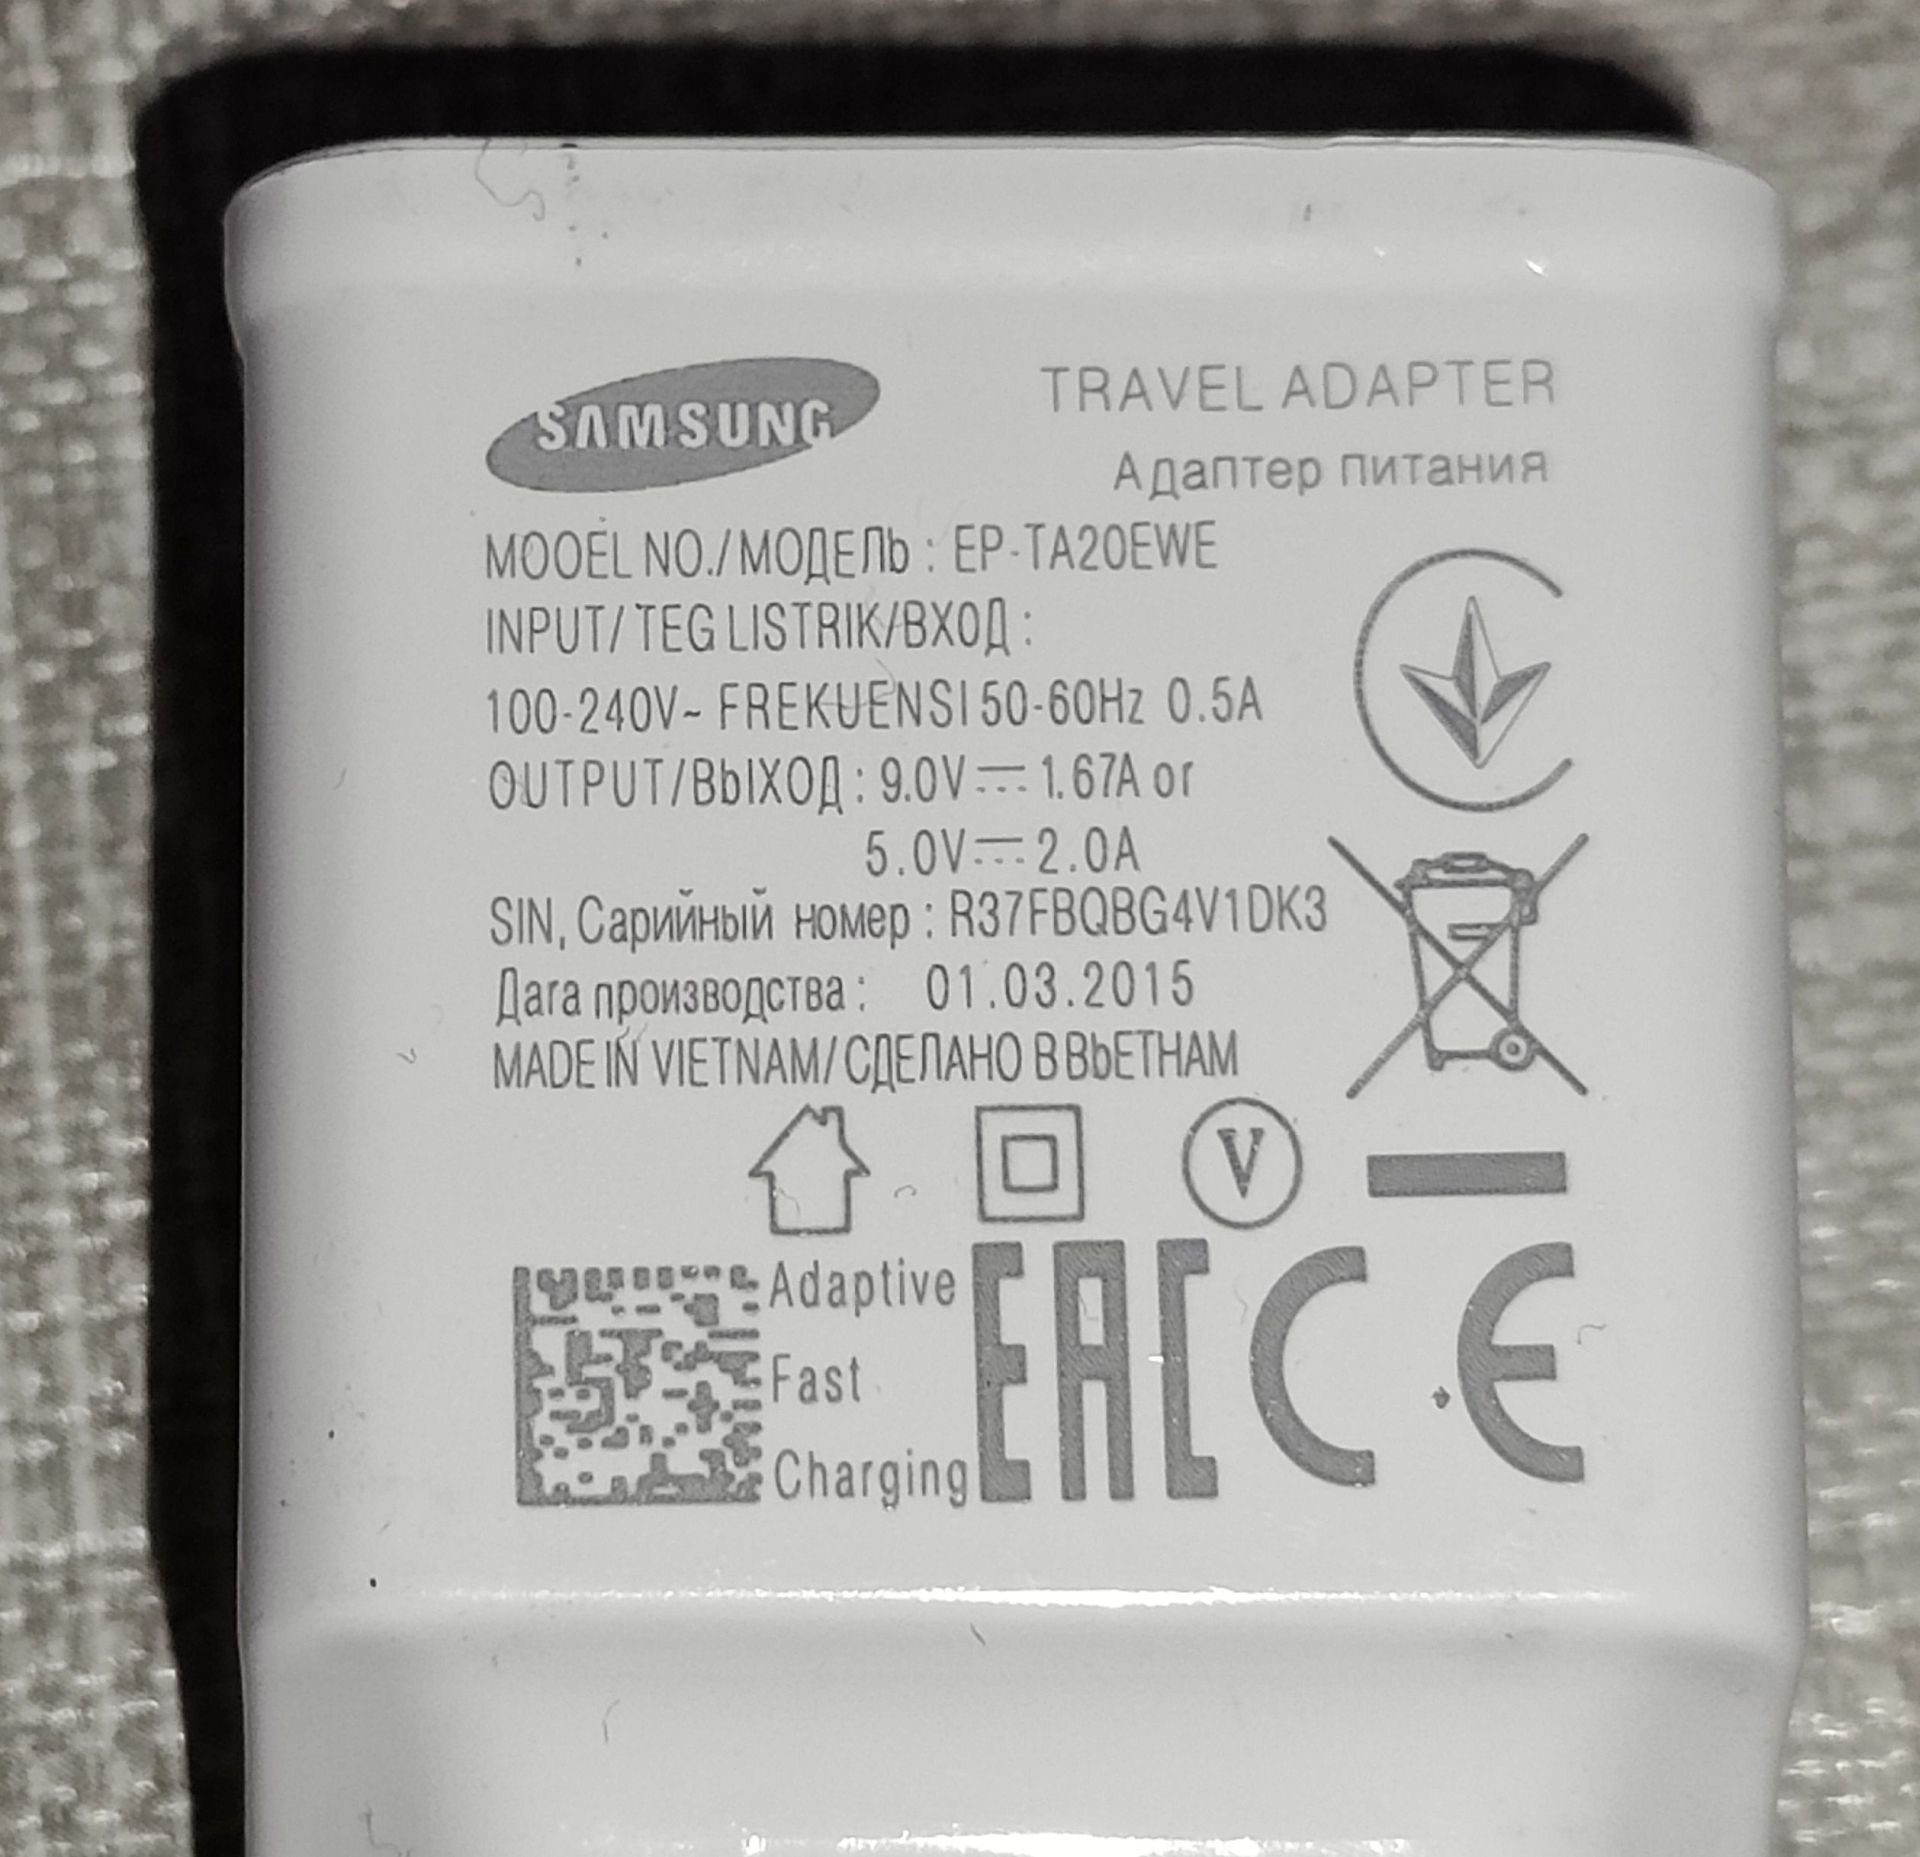 SAMSUNG
TRAVEL ADAPTER
Адаптер питания
MOOEL NO./МОДЕЛЬ : EP-TA20EWE
INPUT/ TEG LISTRIK/ВХОД :
100-240V~ FREKUENSI 50-60Hz 0.5A
OUTPUT/ВЫХОД : 9.0V⎓1.67A or
5.0V⎓2.0A
SIN, Сарийный номер : R37FBQBG4V1DK3
Дага производства : 01.03.2015
MADE IN VIETNAM/ СДЕЛАНО В ВЬЕТНАМ
V
Adaptive
Fast
Charging
EAC CE